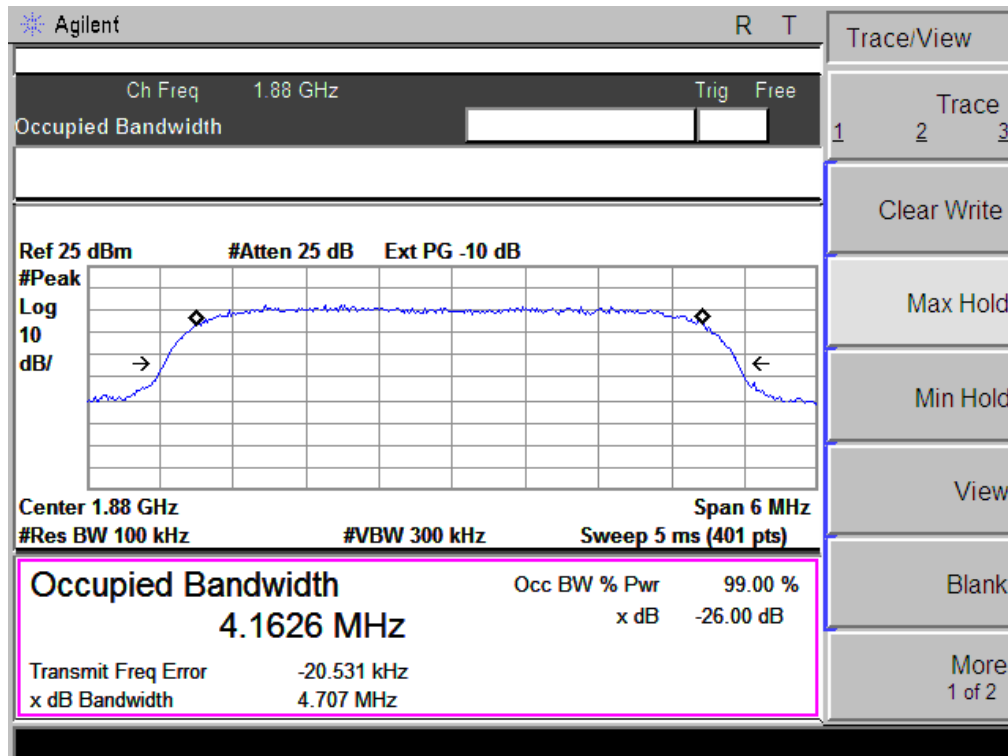 Agilent R T
Trace/View
Ch Freq 1.88 GHz Trig Free
Occupied Bandwidth
Trace
1 2 3
Clear Write
Max Hold
Min Hold
View
Blank
More
1 of 2
Ref 25 dBm #Atten 25 dB Ext PG -10 dB
#Peak
Log
10
dB/
Center 1.88 GHz Span 6 MHz
#Res BW 100 kHz #VBW 300 kHz Sweep 5 ms (401 pts)
Occupied Bandwidth Occ BW % Pwr 99.00 %
4.1626 MHz x dB -26.00 dB
Transmit Freq Error -20.531 kHz
x dB Bandwidth 4.707 MHz